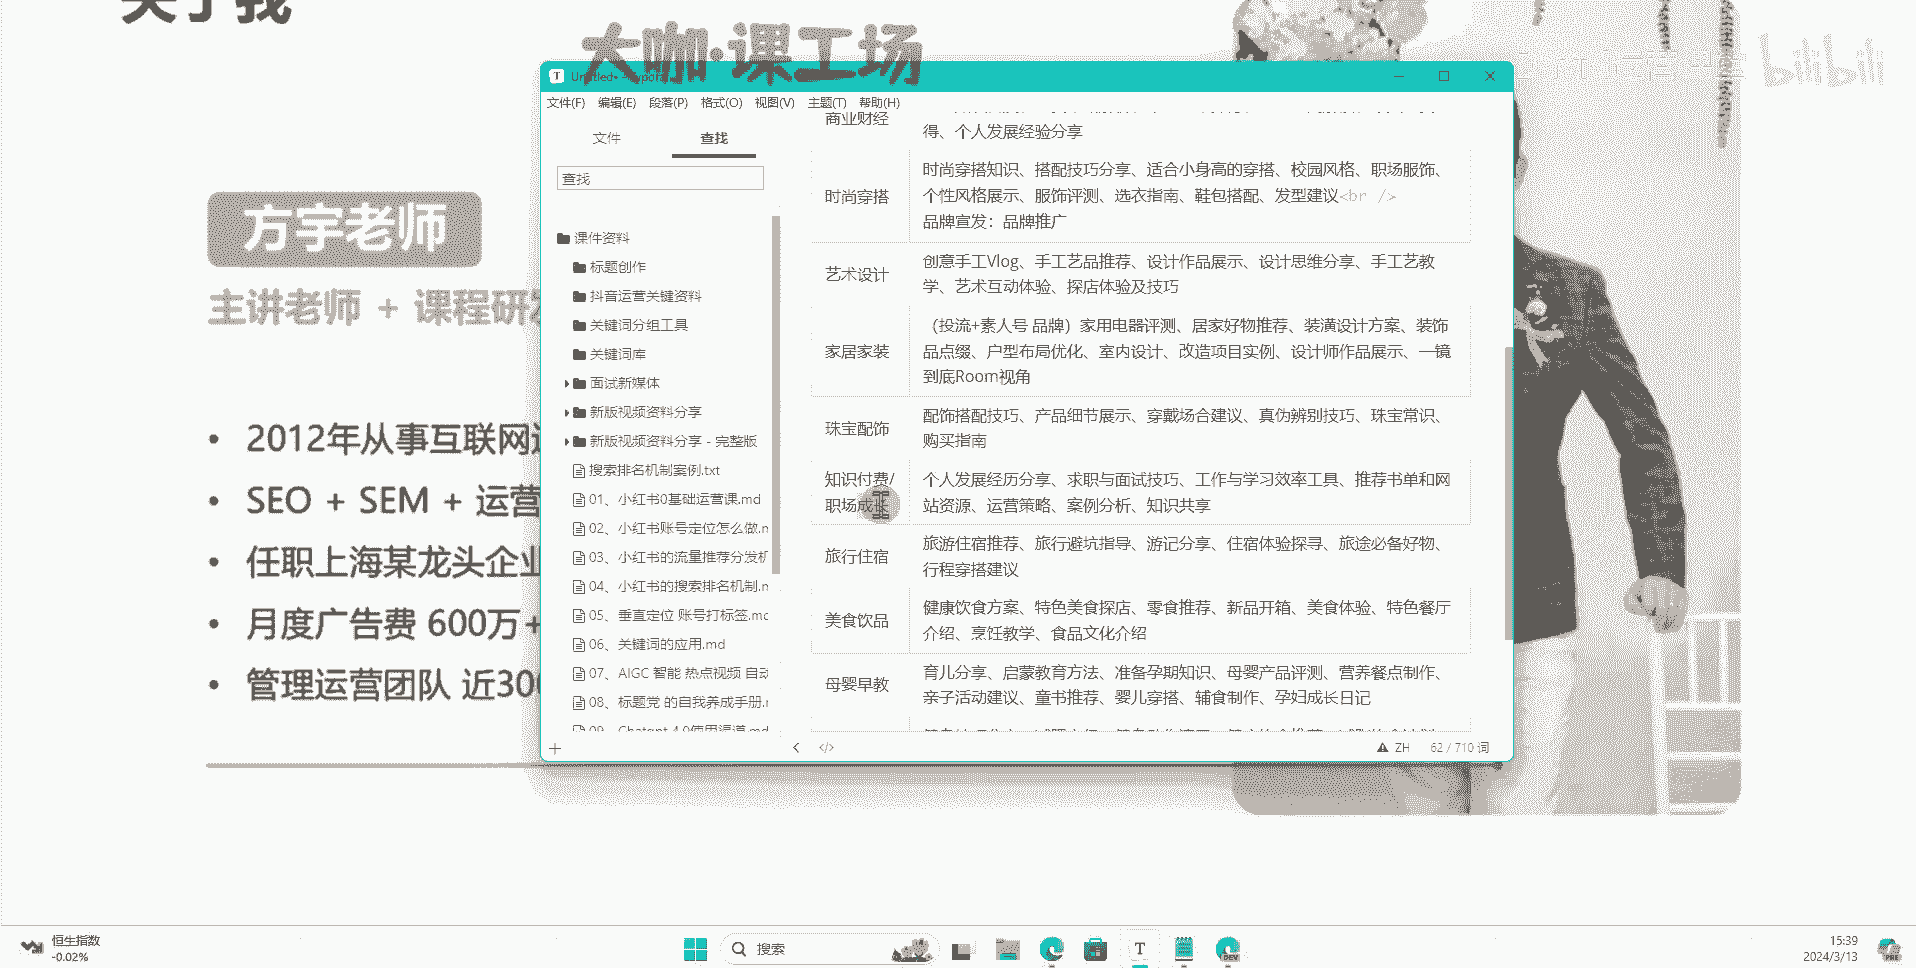 关于我
大咖·课工场
bilibili
方宇老师
主讲老师 + 课程研发
• 2012年从事互联网运
• SEO + SEM + 运营
• 任职上海某龙头企业
• 月度广告费 600万+
• 管理运营团队 近300
Untitled• - Typora
文件(F) 编辑(E) 段落(P) 格式(O) 视图(V) 主题(T) 帮助(H)
文件 查找
查找
课件资料
标题创作
抖音运营关键资料
关键词分组工具
关键词库
面试新媒体
新版视频资料分享
新版视频资料分享 - 完整版
搜索排名机制案例.txt
01、小红书0基础运营课.md
02、小红书账号定位怎么做.m
03、小红书的流量推荐分发机
04、小红书的搜索排名机制.m
05、垂直定位 账号打标签.md
06、关键词的应用.md
07、AIGC 智能 热点视频 自动
08、标题党 的自我养成手册.m
09、Chatgpt 4.0使用渠道.md
商业财经
得、个人发展经验分享
时尚穿搭
时尚穿搭知识、搭配技巧分享、适合小身高的穿搭、校园风格、职场服饰、
个性风格展示、服饰评测、选衣指南、鞋包搭配、发型建议<br />
品牌宣发：品牌推广
艺术设计
创意手工Vlog、手工艺品推荐、设计作品展示、设计思维分享、手工艺教
学、艺术互动体验、探店体验及技巧
家居家装
（投流+素人号 品牌）家用电器评测、居家好物推荐、装潢设计方案、装饰
品点缀、户型布局优化、室内设计、改造项目实例、设计师作品展示、一镜
到底Room视角
珠宝配饰
配饰搭配技巧、产品细节展示、穿戴场合建议、真伪辨别技巧、珠宝常识、
购买指南
知识付费/
职场成长
个人发展经历分享、求职与面试技巧、工作与学习效率工具、推荐书单和网
站资源、运营策略、案例分析、知识共享
旅行住宿
旅游住宿推荐、旅行避坑指导、游记分享、住宿体验探寻、旅途必备好物、
行程穿搭建议
美食饮品
健康饮食方案、特色美食探店、零食推荐、新品开箱、美食体验、特色餐厅
介绍、烹饪教学、食品文化介绍
母婴早教
育儿分享、启蒙教育方法、准备孕期知识、母婴产品评测、营养餐点制作、
亲子活动建议、童书推荐、婴儿穿搭、辅食制作、孕妇成长日记
ZH 62 / 710 词
恒生指数
-0.02%
搜索
15:39
2024/3/13